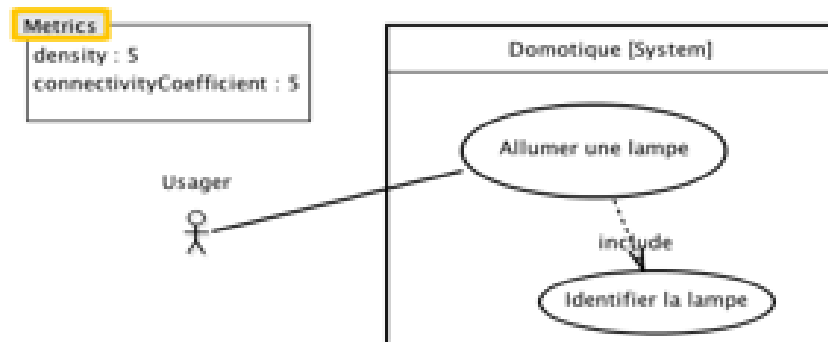 Metrics
density : 5
connectivityCoefficient : 5
Domotique [System]
Allumer une lampe
Usager
include
Identifier la lampe